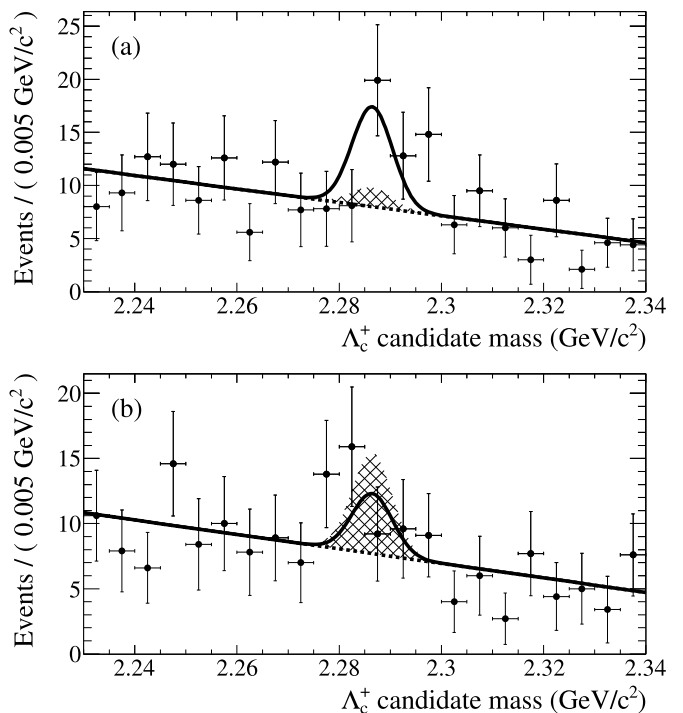 (a)
Events / ( 0.005 GeV/c²)
25
20
15
10
5
0
2.24 2.26 2.28 2.3 2.32 2.34
Λc⁺ candidate mass (GeV/c²)
(b)
Events / ( 0.005 GeV/c²)
20
15
10
5
0
2.24 2.26 2.28 2.3 2.32 2.34
Λc⁺ candidate mass (GeV/c²)